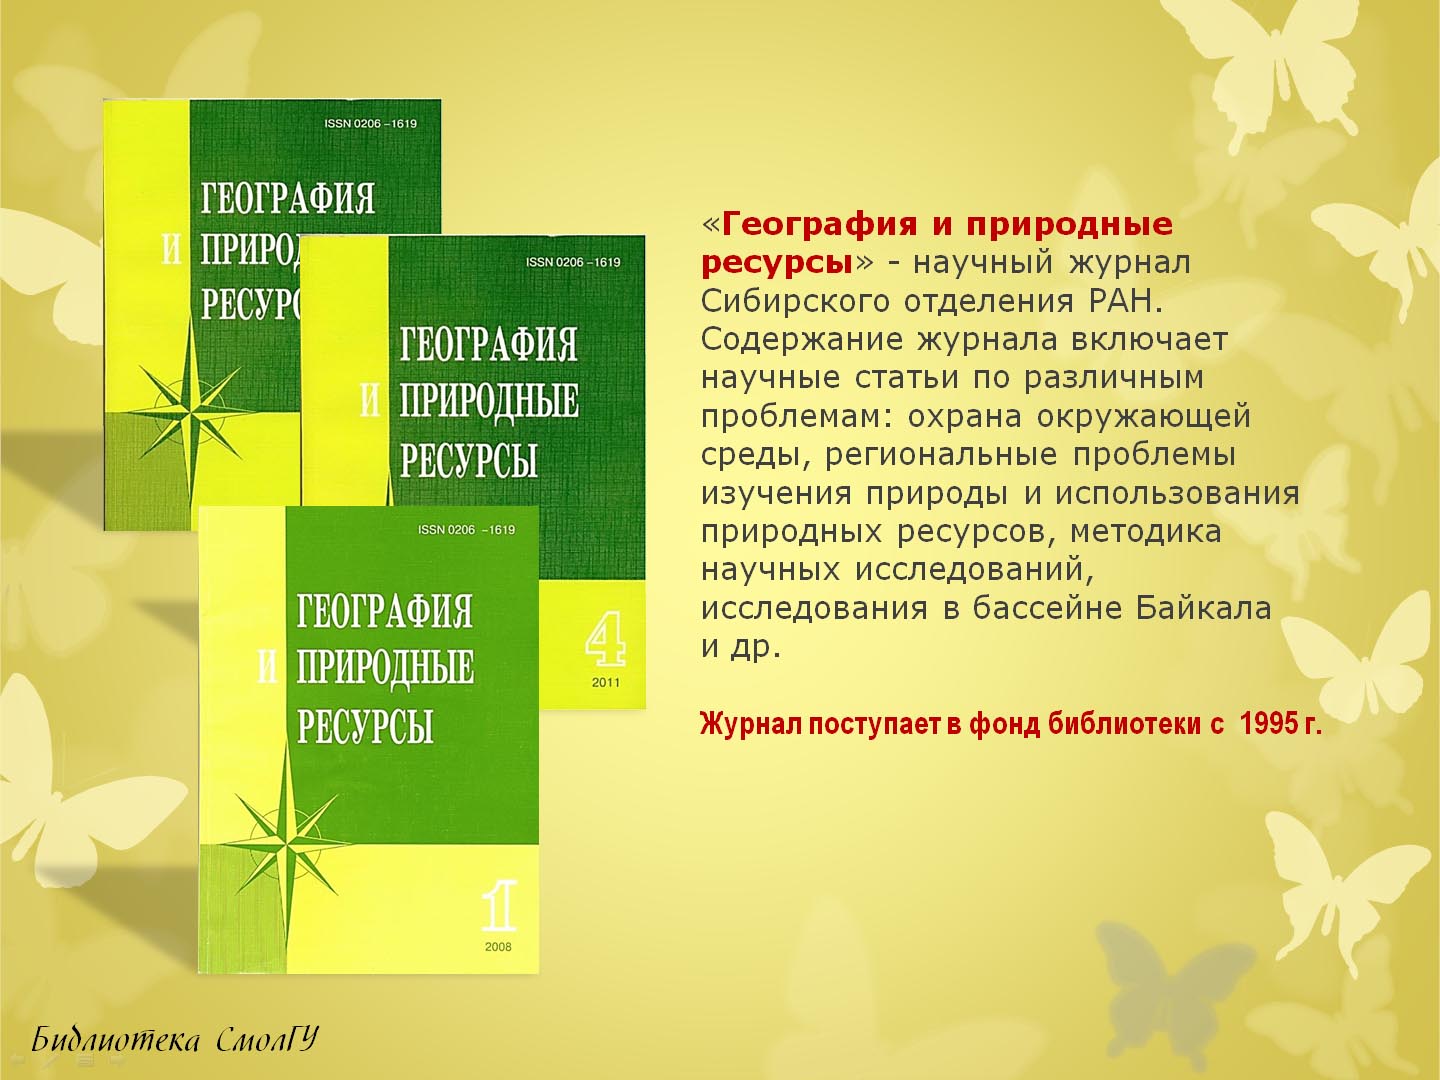 ISSN 0206 –1619
ГЕОГРАФИЯ
И ПРИРОД
РЕСУРС
ISSN 0206 –1619
ГЕОГРАФИЯ
И ПРИРОДНЫЕ
РЕСУРСЫ
4
2011
ISSN 0206 –1619
ГЕОГРАФИЯ
И ПРИРОДНЫЕ
РЕСУРСЫ
1
2008
«География и природные
ресурсы» - научный журнал
Сибирского отделения РАН.
Содержание журнала включает
научные статьи по различным
проблемам: охрана окружающей
среды, региональные проблемы
изучения природы и использования
природных ресурсов, методика
научных исследований,
исследования в бассейне Байкала
и др.
Журнал поступает в фонд библиотеки с 1995 г.
Библиотека СмолГУ